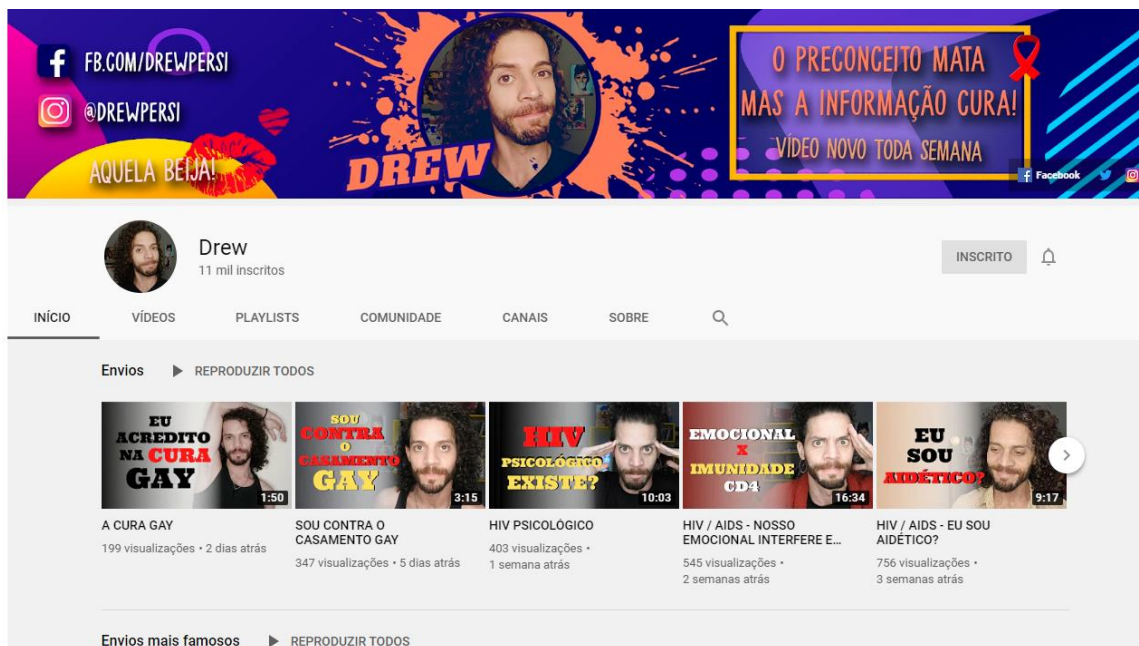 FB.COM/DREWPERSI
@DREWPERSI
AQUELA BEIJA!
DREW
O PRECONCEITO MATA
MAS A INFORMAÇÃO CURA!
VÍDEO NOVO TODA SEMANA
Facebook
Drew
11 mil inscritos
INSCRITO
INÍCIO VÍDEOS PLAYLISTS COMUNIDADE CANAIS SOBRE
Envios REPRODUZIR TODOS
EU
ACREDITO
NA CURA
GAY
1:50
A CURA GAY
199 visualizações • 2 dias atrás
SOU
CONTRA
O
CASAMENTO
GAY
3:15
SOU CONTRA O
CASAMENTO GAY
347 visualizações • 5 dias atrás
HIV
PSICOLÓGICO
EXISTE?
10:03
HIV PSICOLÓGICO
403 visualizações •
1 semana atrás
EMOCIONAL
X
IMUNIDADE
CD4
16:34
HIV / AIDS - NOSSO
EMOCIONAL INTERFERE E...
545 visualizações •
2 semanas atrás
EU
SOU
AIDÉTICO?
9:17
HIV / AIDS - EU SOU
AIDÉTICO?
756 visualizações •
3 semanas atrás
Envios mais famosos REPRODUZIR TODOS